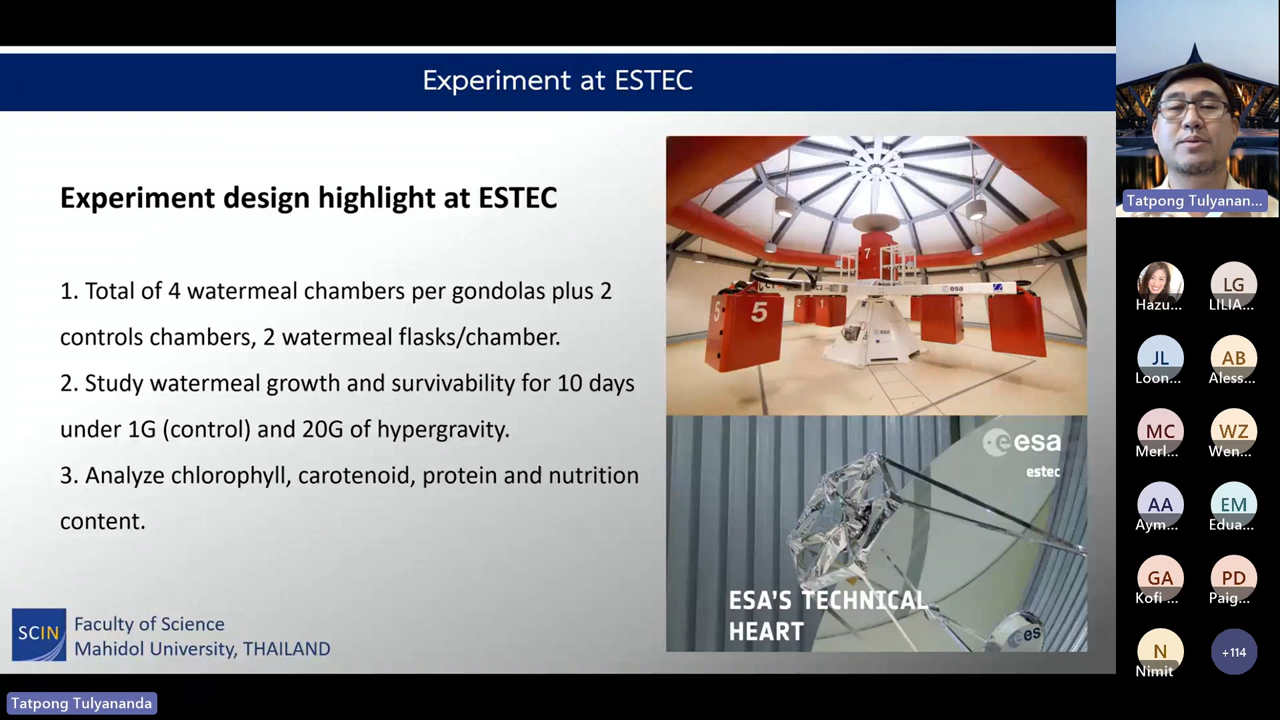 Experiment at ESTEC
Experiment design highlight at ESTEC
1. Total of 4 watermeal chambers per gondolas plus 2
controls chambers, 2 watermeal flasks/chamber.
2. Study watermeal growth and survivability for 10 days
under 1G (control) and 20G of hypergravity.
3. Analyze chlorophyll, carotenoid, protein and nutrition
content.
7
5
5
2
1
esa
esa
estec
ESA'S TECHNICAL
HEART
es
SCIN
Faculty of Science
Mahidol University, THAILAND
Tatpong Tulyananda
Tatpong Tulyanan...
LG
Hazu... LILIA...
JL AB
Loon... Aless...
MC WZ
Merl... Wen...
AA EM
Aym... Edua...
GA PD
Kofi ... Paig...
N +114
Nimit